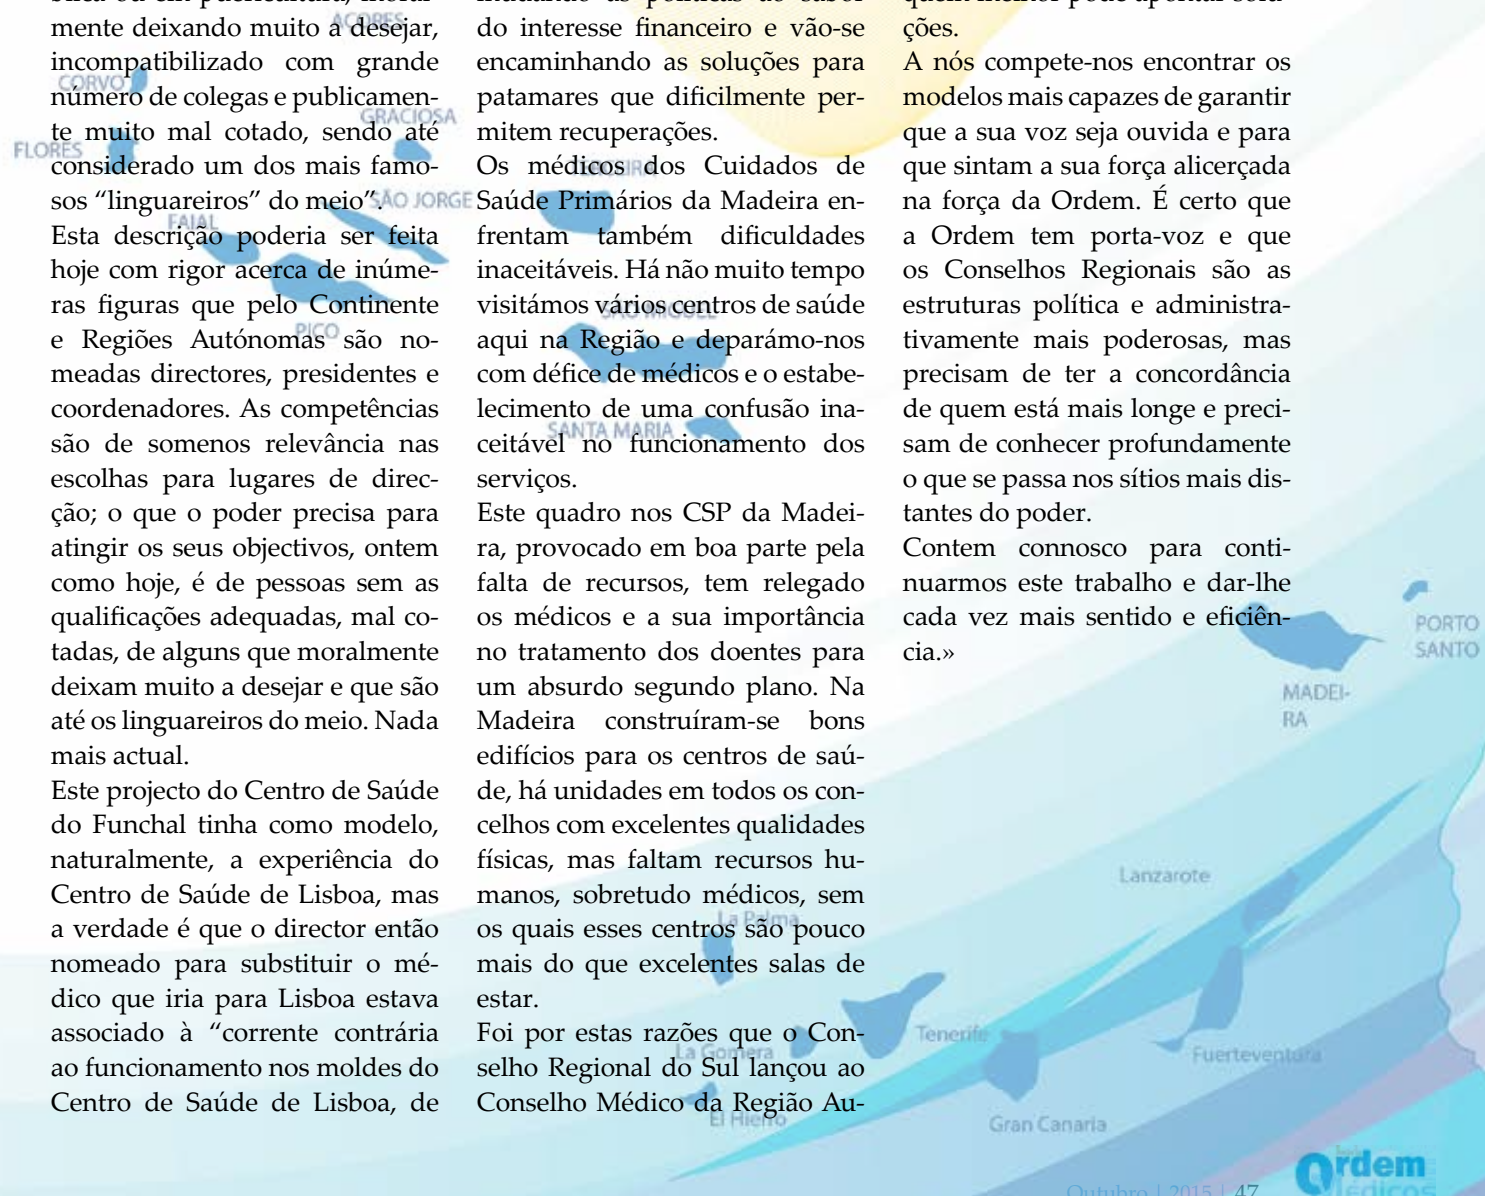 mente deixando muito a desejar,
incompatibilizado com grande
número de colegas e publicamen-
te muito mal cotado, sendo até
considerado um dos mais famo-
sos “linguareiros” do meio”.
Esta descrição poderia ser feita
hoje com rigor acerca de inúme-
ras figuras que pelo Continente
e Regiões Autónomas são no-
meadas directores, presidentes e
coordenadores. As competências
são de somenos relevância nas
escolhas para lugares de direc-
ção; o que o poder precisa para
atingir os seus objectivos, ontem
como hoje, é de pessoas sem as
qualificações adequadas, mal co-
tadas, de alguns que moralmente
deixam muito a desejar e que são
até os linguareiros do meio. Nada
mais actual.
Este projecto do Centro de Saúde
do Funchal tinha como modelo,
naturalmente, a experiência do
Centro de Saúde de Lisboa, mas
a verdade é que o director então
nomeado para substituir o mé-
dico que iria para Lisboa estava
associado à “corrente contrária
ao funcionamento nos moldes do
Centro de Saúde de Lisboa, de
do interesse financeiro e vão-se
encaminhando as soluções para
patamares que dificilmente per-
mitem recuperações.
Os médicos dos Cuidados de
Saúde Primários da Madeira en-
frentam também dificuldades
inaceitáveis. Há não muito tempo
visitámos vários centros de saúde
aqui na Região e deparámo-nos
com défice de médicos e o estabe-
lecimento de uma confusão ina-
ceitável no funcionamento dos
serviços.
Este quadro nos CSP da Madei-
ra, provocado em boa parte pela
falta de recursos, tem relegado
os médicos e a sua importância
no tratamento dos doentes para
um absurdo segundo plano. Na
Madeira construíram-se bons
edifícios para os centros de saú-
de, há unidades em todos os con-
celhos com excelentes qualidades
físicas, mas faltam recursos hu-
manos, sobretudo médicos, sem
os quais esses centros são pouco
mais do que excelentes salas de
estar.
Foi por estas razões que o Con-
selho Regional do Sul lançou ao
Conselho Médico da Região Au-
ções.
A nós compete-nos encontrar os
modelos mais capazes de garantir
que a sua voz seja ouvida e para
que sintam a sua força alicerçada
na força da Ordem. É certo que
a Ordem tem porta-voz e que
os Conselhos Regionais são as
estruturas política e administra-
tivamente mais poderosas, mas
precisam de ter a concordância
de quem está mais longe e preci-
sam de conhecer profundamente
o que se passa nos sítios mais dis-
tantes do poder.
Contem connosco para conti-
nuarmos este trabalho e dar-lhe
cada vez mais sentido e eficiên-
cia.»
AÇORES
CORVO
GRACIOSA
FLORES
TERCEIRA
SÃO JORGE
FAIAL
PICO
SÃO MIGUEL
SANTA MARIA
PORTO
SANTO
MADEI-
RA
Lanzarote
La Palma
Tenerife
La Gomera
Fuerteventura
El Hierro
Gran Canaria
Ordem
Médicos
Outubro | 2015 | 47